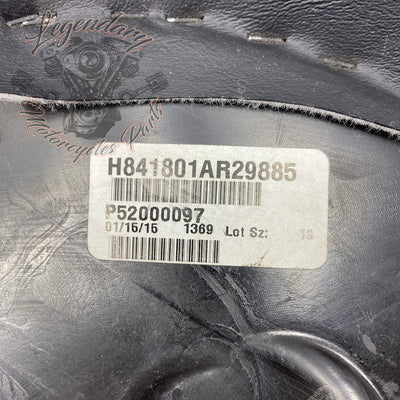 Legendary
Motorcycles Parts
H841801AR29885
P52000097
01/15/15 1369 Lot Sz: 18